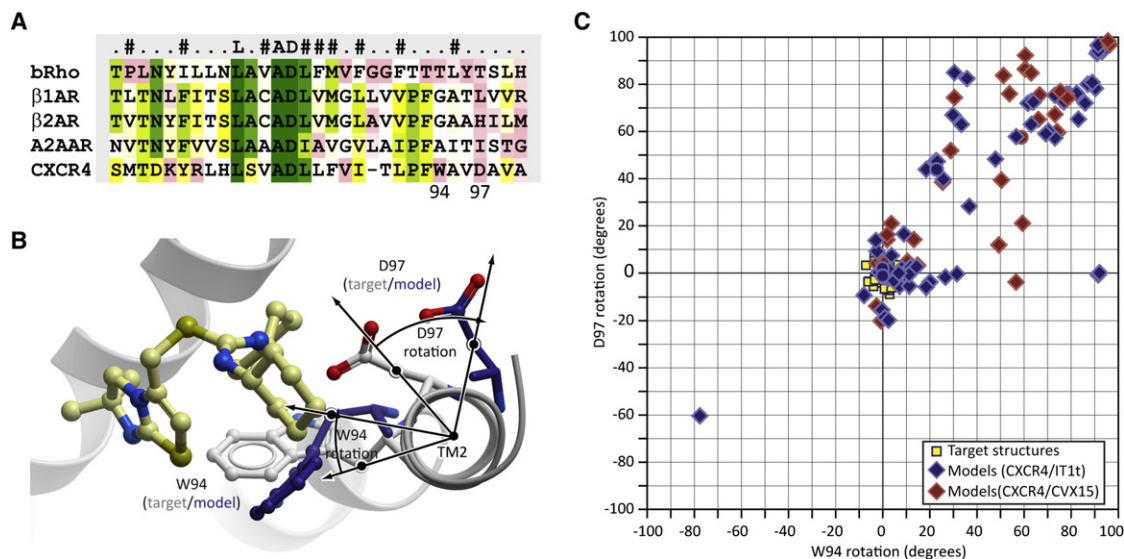 A
. # . . . # . . . L . # A D # # # . # . . # . . . # . . . . .
bRho TPLNYILLNLAVADLFMVFGGFTTTLYTSLH
β1AR TLTNLFITSLACADLVMGLLVVPFGATLVVR
β2AR TVTNYFITSLACADLVMGLAVVPFGAAHILM
A2AAR NVTNYFVVSLAAADIAVGVLAIPFAITISTG
CXCR4 SMTDKYRLHLSVADLLFVI-TLPFWAVDAVA
94 97
B
D97
(target/model)
D97
rotation
W94
rotation
TM2
W94
(target/model)
C
D97 rotation (degrees)
100
80
60
40
20
0
-20
-40
-60
-80
-100
-100 -80 -60 -40 -20 0 20 40 60 80 100
W94 rotation (degrees)
Target structures
Models (CXCR4/IT1t)
Models(CXCR4/CVX15)